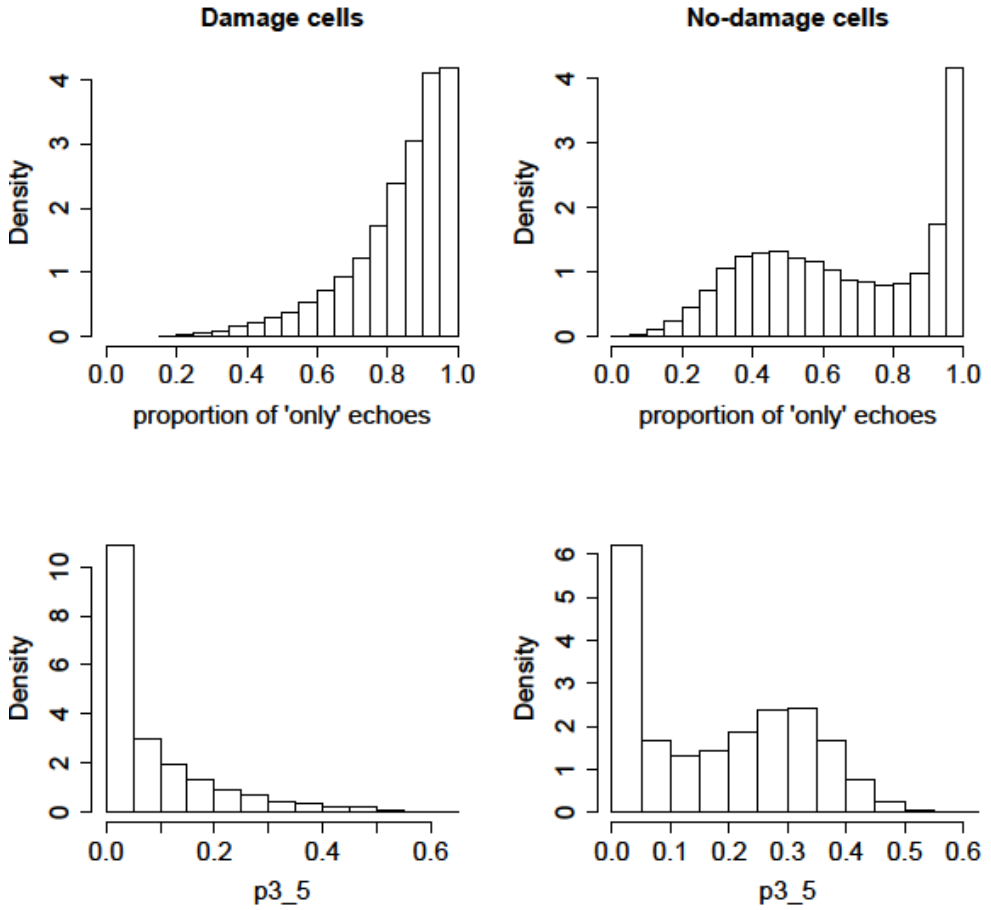 Damage cells
No-damage cells
Density
4
3
2
1
0
0.0 0.2 0.4 0.6 0.8 1.0
proportion of 'only' echoes
Density
4
3
2
1
0
0.0 0.2 0.4 0.6 0.8 1.0
proportion of 'only' echoes
Density
10
8
6
4
2
0
0.0 0.2 0.4 0.6
p3_5
Density
6
5
4
3
2
1
0
0.0 0.1 0.2 0.3 0.4 0.5 0.6
p3_5